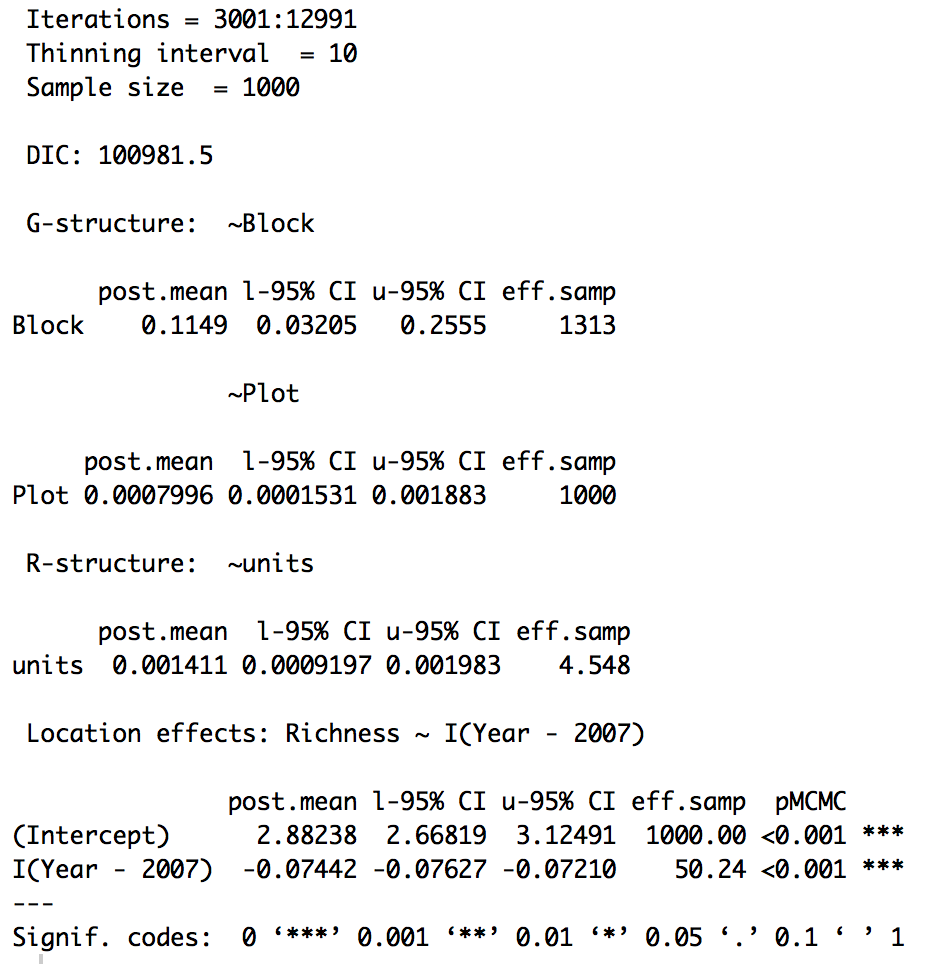 Iterations = 3001:12991
Thinning interval  = 10
Sample size  = 1000
DIC: 100981.5
G-structure:  ~Block
post.mean l-95% CI u-95% CI eff.samp
Block    0.1149  0.03205   0.2555     1313
~Plot
post.mean  l-95% CI u-95% CI eff.samp
Plot 0.0007996 0.0001531 0.001883     1000
R-structure:  ~units
post.mean  l-95% CI u-95% CI eff.samp
units  0.001411 0.0009197 0.001983    4.548
Location effects: Richness ~ I(Year - 2007)
post.mean l-95% CI u-95% CI eff.samp  pMCMC
(Intercept)      2.88238  2.66819  3.12491  1000.00 <0.001 ***
I(Year - 2007)  -0.07442 -0.07627 -0.07210    50.24 <0.001 ***
---
Signif. codes:  0 ‘***’ 0.001 ‘**’ 0.01 ‘*’ 0.05 ‘.’ 0.1 ‘ ’ 1